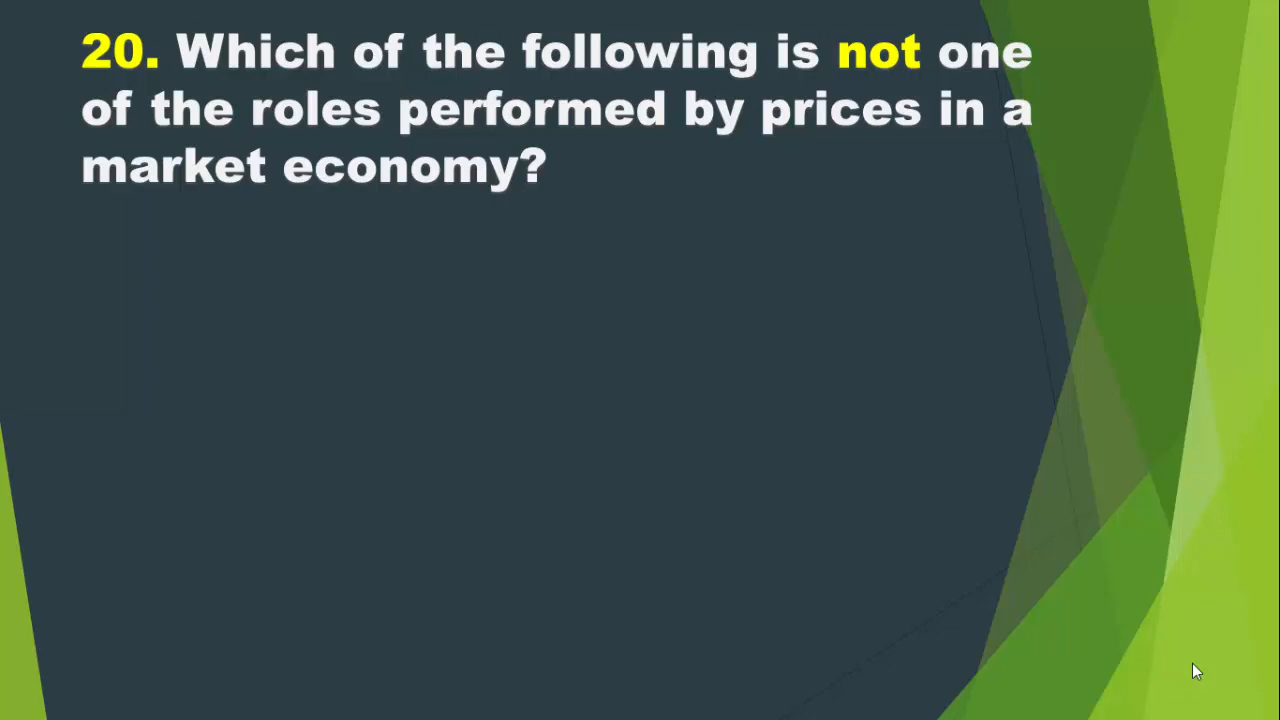 20. Which of the following is not one
of the roles performed by prices in a
market economy?